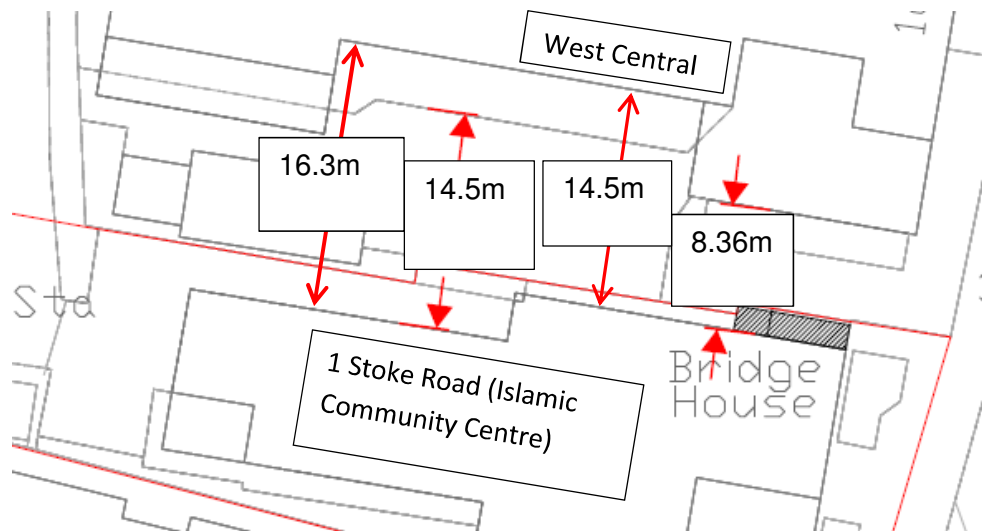 West Central
16.3m
14.5m
14.5m
8.36m
Sta
1 Stoke Road (Islamic
Community Centre)
Bridge
House